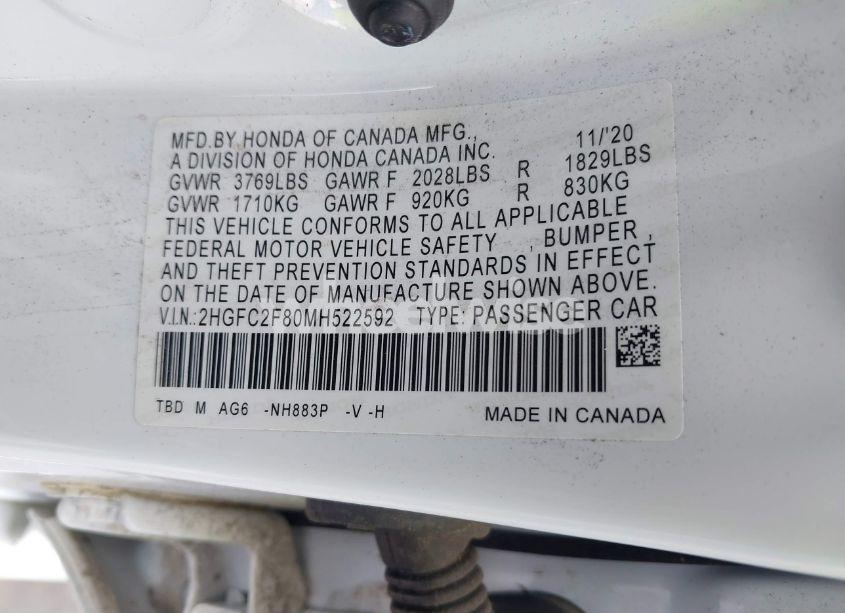 MFD.BY HONDA OF CANADA MFG., 11/'20
A DIVISION OF HONDA CANADA INC.
GVWR 3769LBS GAWR F 2028LBS R 1829LBS
GVWR 1710KG GAWR F 920KG R 830KG
THIS VEHICLE CONFORMS TO ALL APPLICABLE
FEDERAL MOTOR VEHICLE SAFETY , BUMPER ,
AND THEFT PREVENTION STANDARDS IN EFFECT
ON THE DATE OF MANUFACTURE SHOWN ABOVE.
V.I.N.:2HGFC2F80MH522592 TYPE: PASSENGER CAR
TBD M AG6 -NH883P -V -H MADE IN CANADA